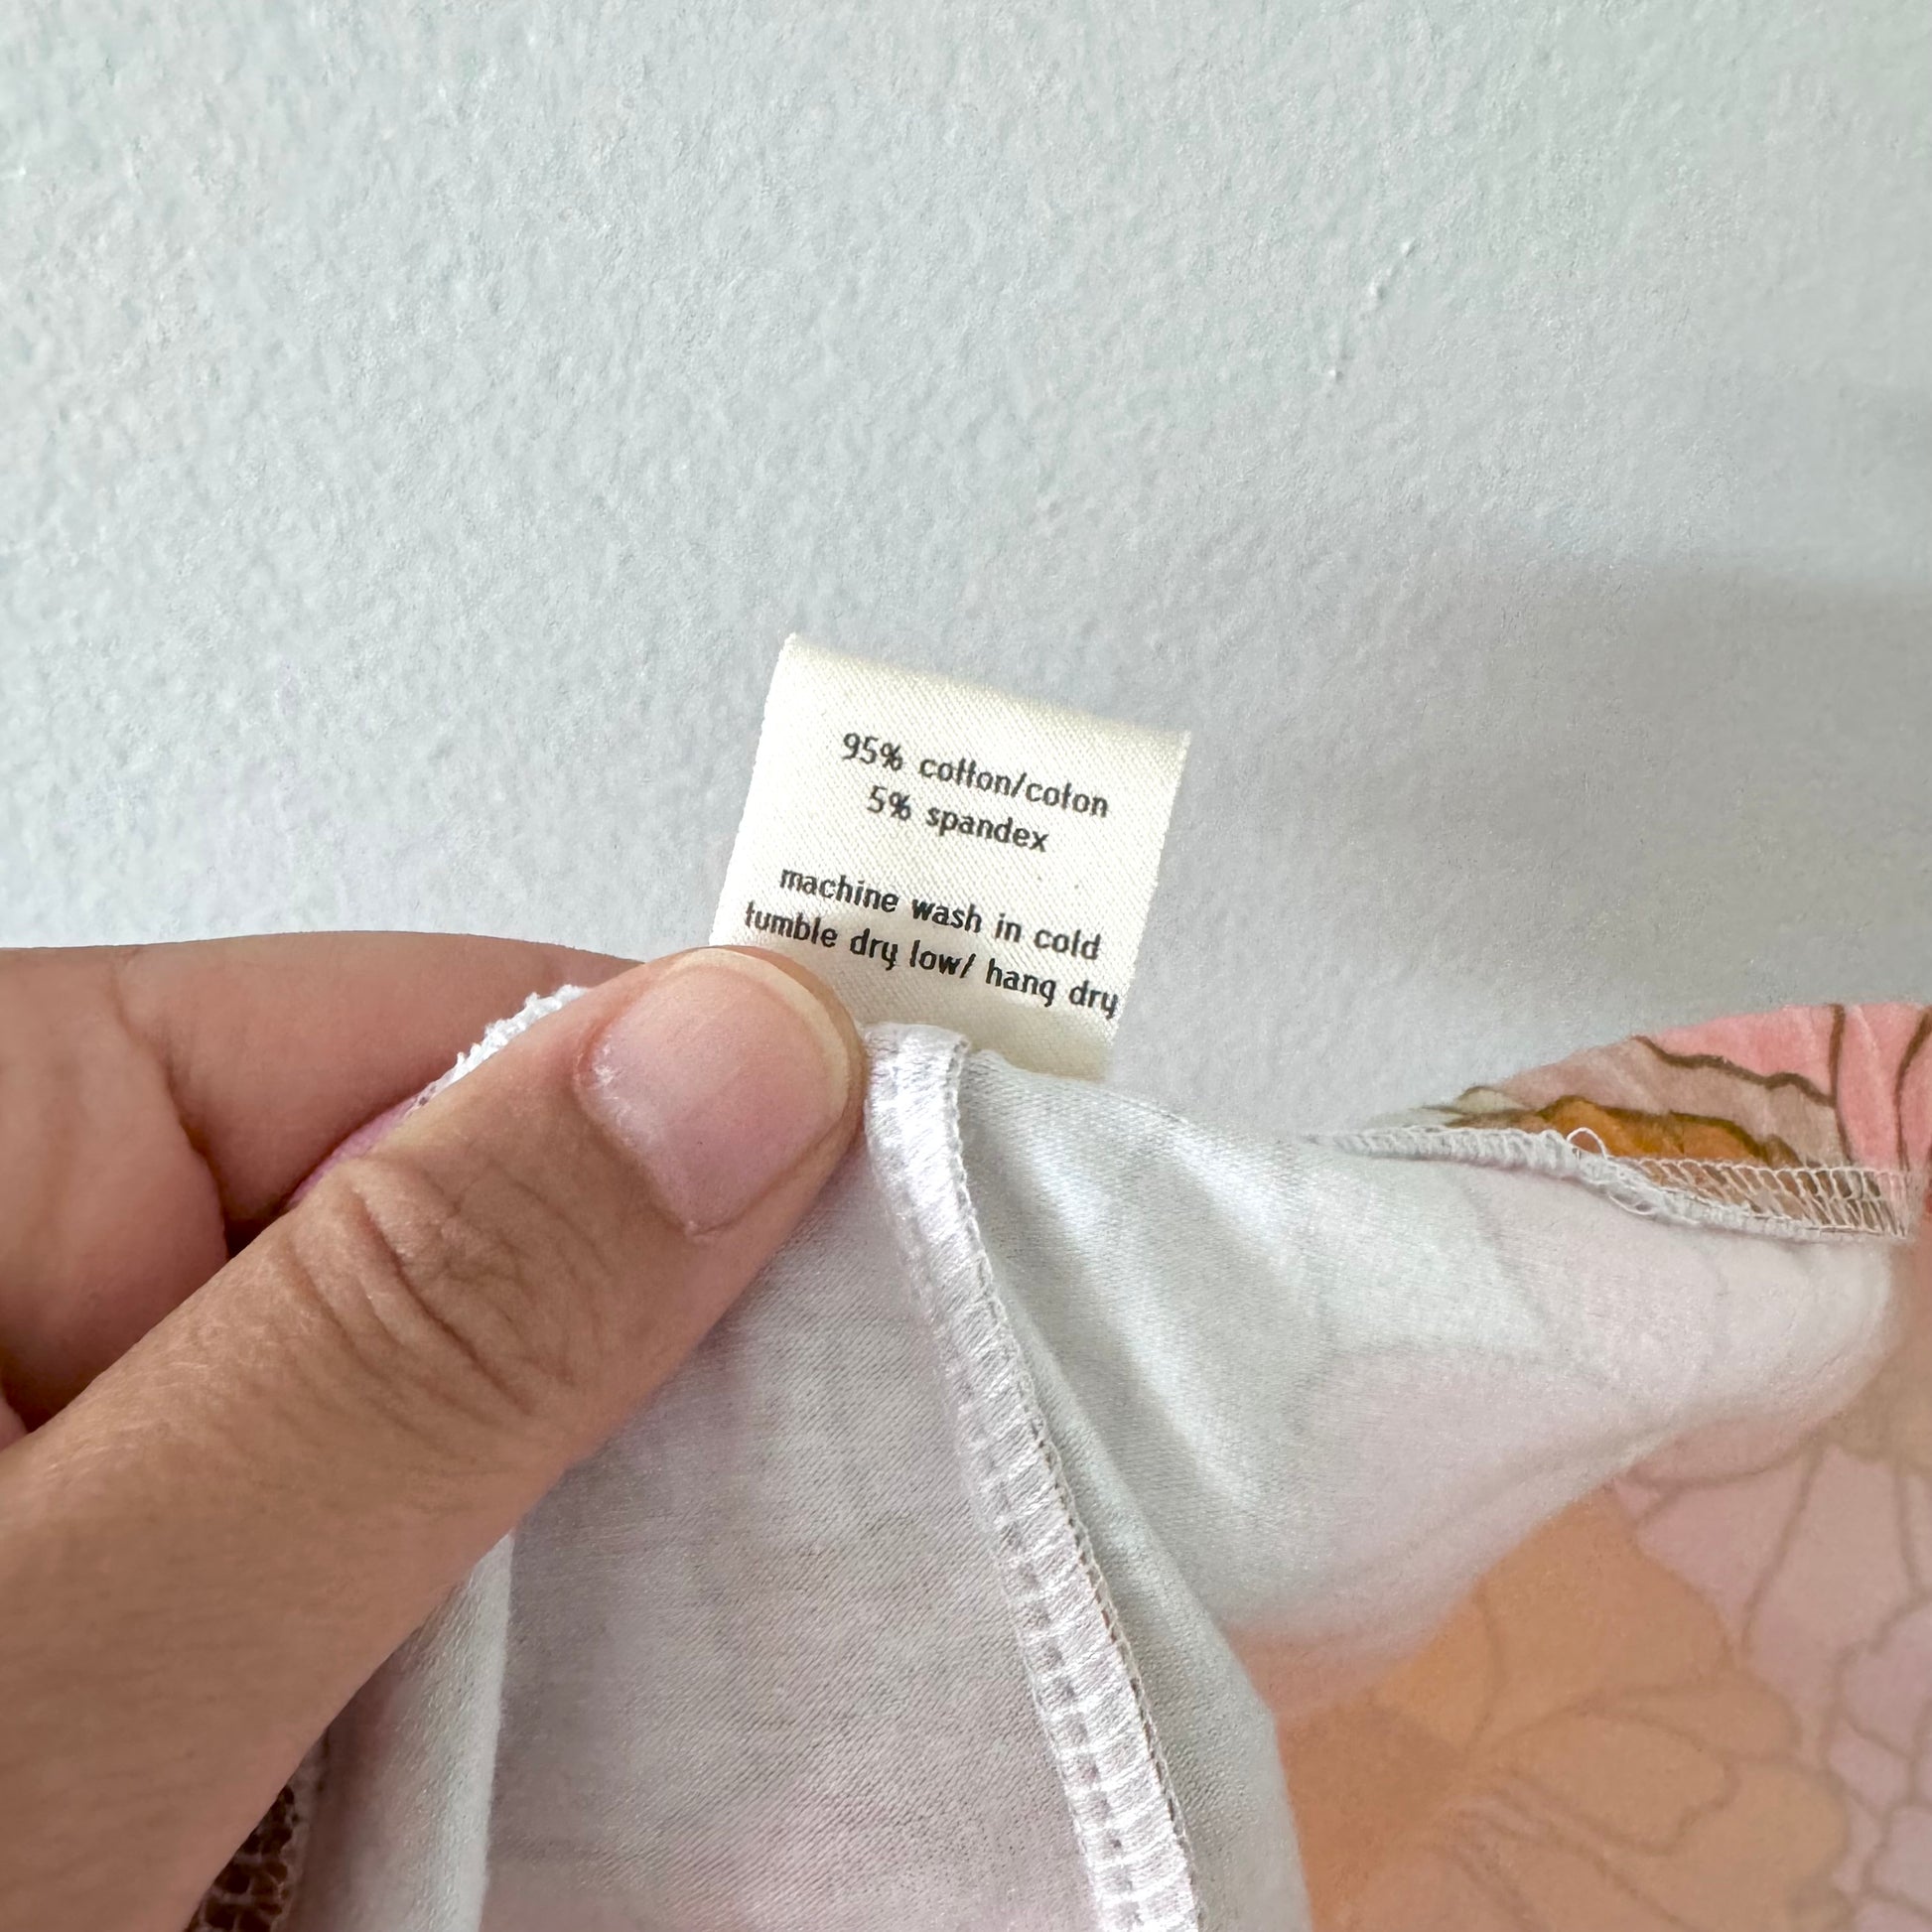 95% cotton/coton
5% spandex
machine wash in cold
tumble dry low/ hang dry